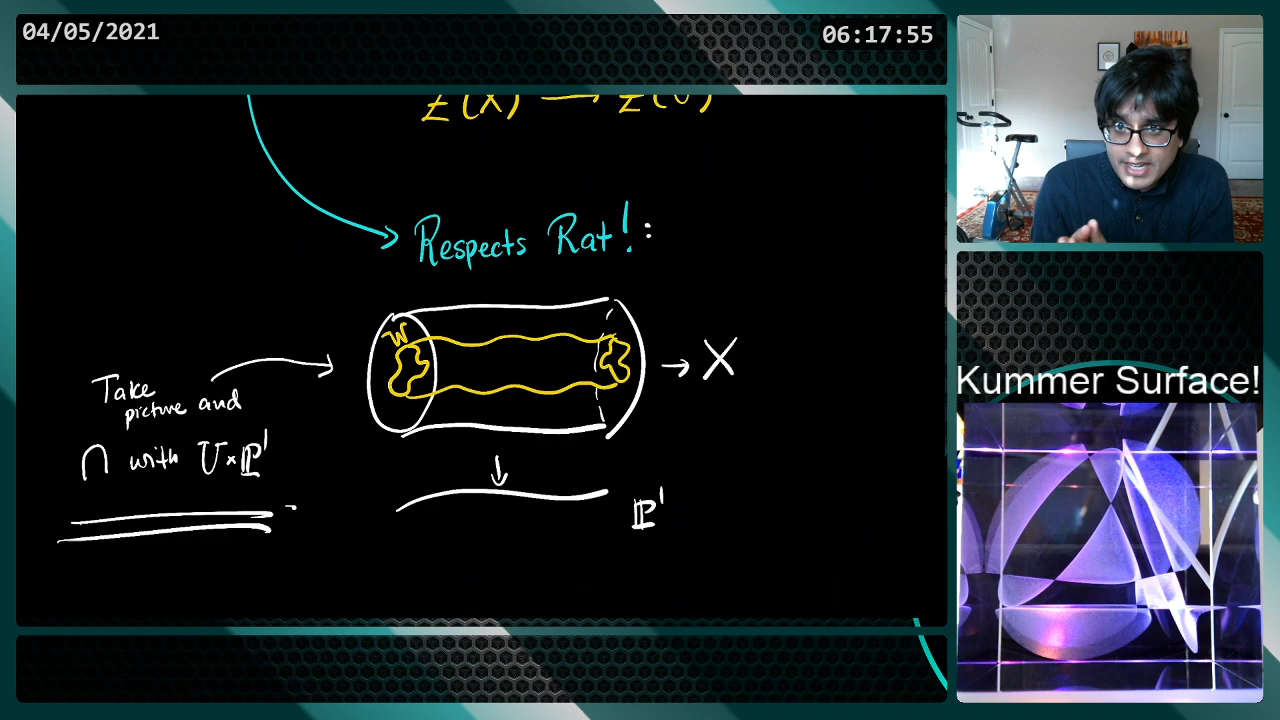 04/05/2021
06:17:55
Z(X) → Z(U)
Respects Rat!:
W
→ X
Take
picture and
∩ with U×ℙ¹
ℙ¹
Kummer Surface!